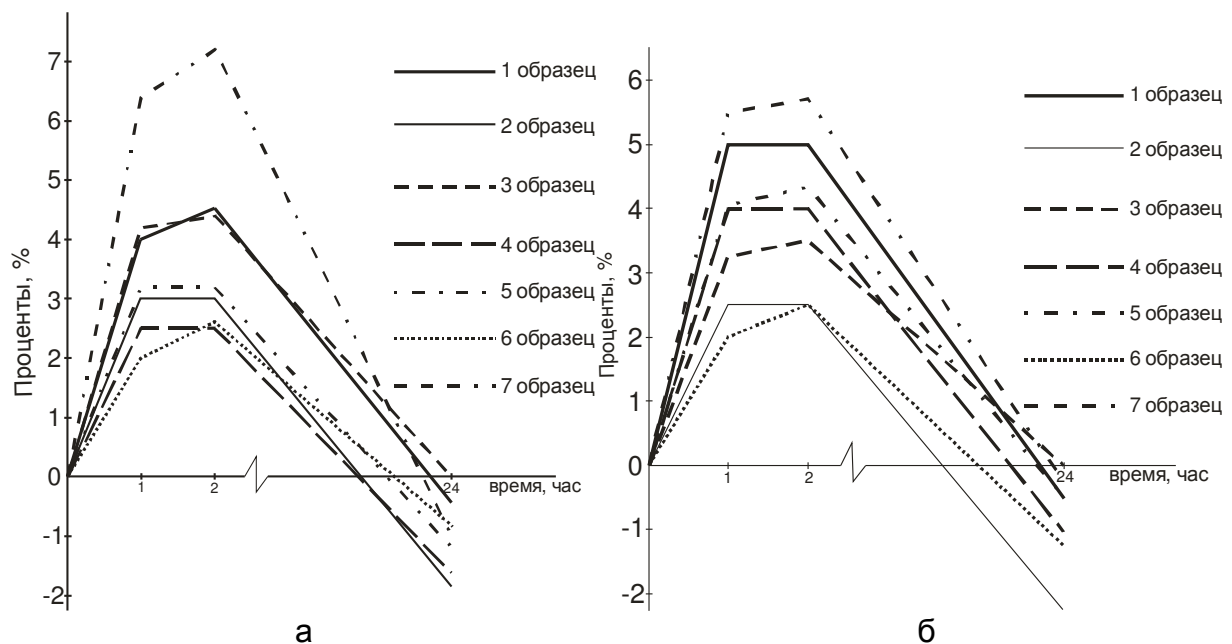 Проценты, %
7
6
5
4
3
2
1
0
-1
-2
1
2
24
время, час
1 образец
2 образец
3 образец
4 образец
5 образец
6 образец
7 образец
а
Проценты, %
6
5
4
3
2
1
0
-1
-2
1
2
24
время, час
1 образец
2 образец
3 образец
4 образец
5 образец
6 образец
7 образец
б